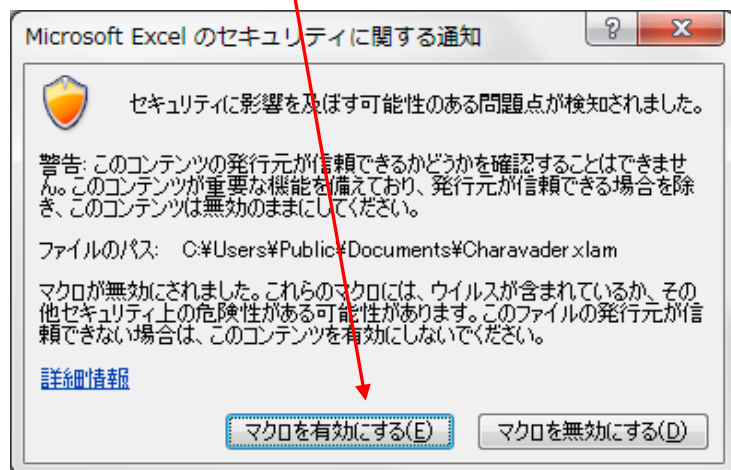 Microsoft Excel のセキュリティに関する通知
セキュリティに影響を及ぼす可能性のある問題点が検知されました。
警告: このコンテンツの発行元が信頼できるかどうかを確認することはできませ
ん。このコンテンツが重要な機能を備えており、発行元が信頼できる場合を除
き、このコンテンツは無効のままにしてください。
ファイルのパス: C:¥Users¥Public¥Documents¥Charavader.xlam
マクロが無効にされました。これらのマクロには、ウイルスが含まれているか、その
他セキュリティ上の危険性がある可能性があります。このファイルの発行元が信
頼できない場合は、このコンテンツを有効にしないでください。
詳細情報
マクロを有効にする(E) マクロを無効にする(D)